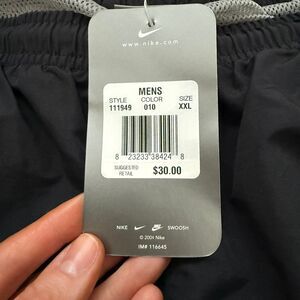 www.nike.com
MENS
STYLE COLOR SIZE
111949 010 XXL
8 23233 38424 8
SUGGESTED RETAIL $30.00
NIKE SWOOSH
© 2004 Nike
IM# 116645